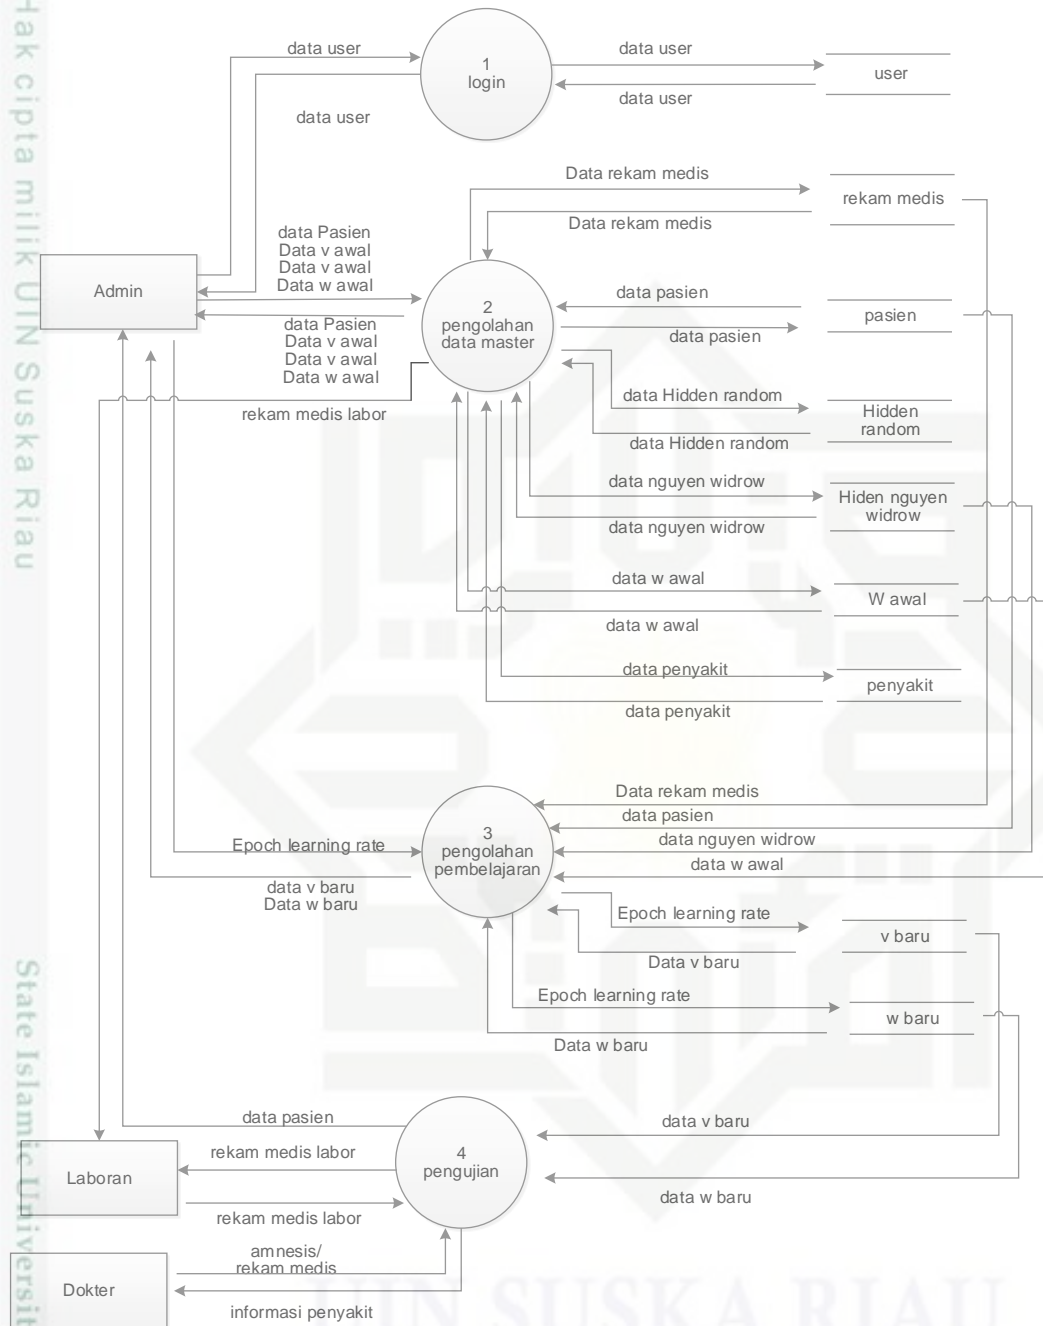 Hak cipta milik UIN Suska Riau
State Islamic Universit
data user
1
login
data user
user
data user
data user
Data rekam medis
rekam medis
Data rekam medis
data Pasien
Data v awal
Data v awal
Data w awal
Admin
2
pengolahan
data master
data pasien
pasien
data pasien
data Pasien
Data v awal
Data v awal
Data w awal
rekam medis labor
data Hidden random
Hidden
random
data Hidden random
data nguyen widrow
Hiden nguyen
widrow
data nguyen widrow
data w awal
W awal
data w awal
data penyakit
penyakit
data penyakit
Data rekam medis
data pasien
3
pengolahan
pembelajaran
data nguyen widrow
Epoch learning rate
data w awal
data v baru
Data w baru
Epoch learning rate
v baru
Data v baru
Epoch learning rate
w baru
Data w baru
data pasien
data v baru
4
pengujian
rekam medis labor
Laboran
data w baru
rekam medis labor
amnesis/
rekam medis
Dokter
informasi penyakit
UIN SUSKA RIAU